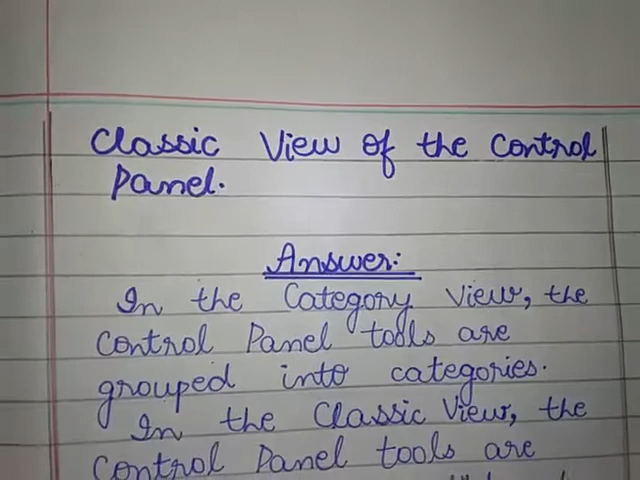 Classic View of the Control
Panel.
Answer:
In the Category View, the
Control Panel tools are
grouped into categories.
In the Classic View, the
Control Panel tools are